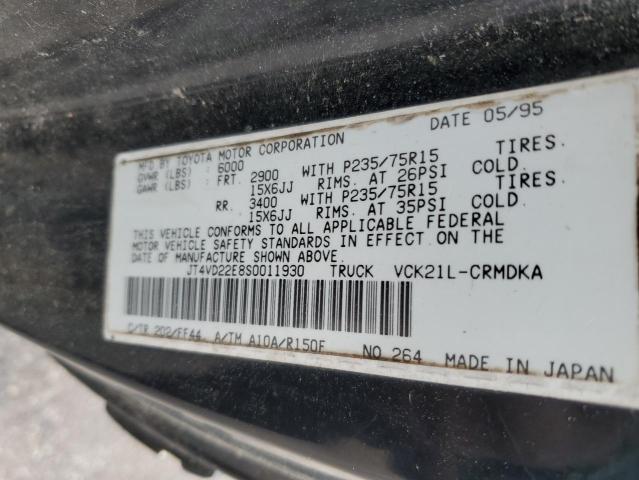 MFD BY TOYOTA MOTOR CORPORATION DATE 05/95
GVWR (LBS): 6000
GAWR (LBS): FRT. 2900 WITH P235/75R15 TIRES.
15X6JJ RIMS. AT 26PSI COLD.
RR. 3400 WITH P235/75R15 TIRES.
15X6JJ RIMS. AT 35PSI COLD.
THIS VEHICLE CONFORMS TO ALL APPLICABLE FEDERAL
MOTOR VEHICLE SAFETY STANDARDS IN EFFECT ON THE
DATE OF MANUFACTURE SHOWN ABOVE.
JT4VD22E8S0011930 TRUCK VCK21L-CRMDKA
C/TR 202/FF44 A/TM A10A/R150F NO 264 MADE IN JAPAN